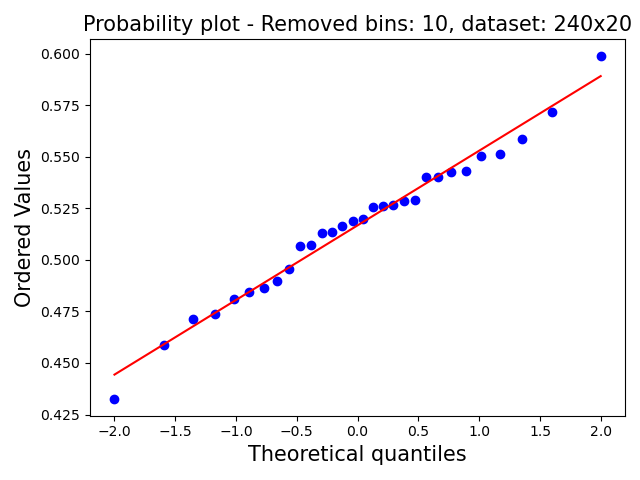 Probability plot - Removed bins: 10, dataset: 240x20
0.600
0.575
0.550
0.525
0.500
0.475
0.450
0.425
Ordered Values
−2.0 −1.5 −1.0 −0.5 0.0 0.5 1.0 1.5 2.0
Theoretical quantiles